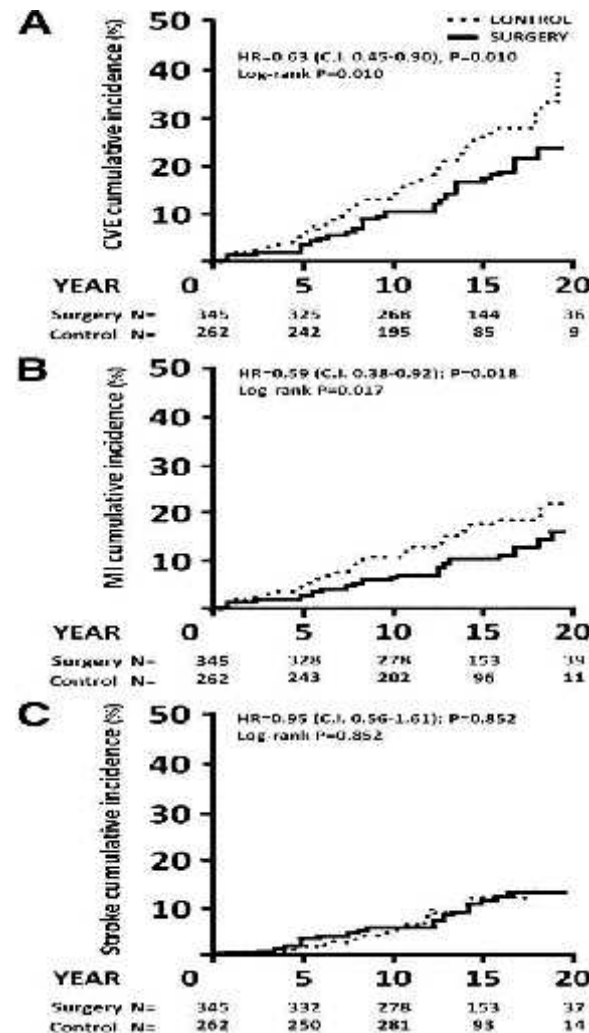 A
CONTROL
SURGERY
HR=0.63 (C.I. 0.45-0.90), P=0.010
Log-rank P=0.010
CVE cumulative incidence (%)
50
40
30
20
10
YEAR 0 5 10 15 20
Surgery N= 345 325 268 144 36
Control N= 262 242 195 85 9
B
HR=0.59 (C.I. 0.38-0.92); P=0.018
Log rank P=0.017
MI cumulative incidence (%)
50
40
30
20
10
YEAR 0 5 10 15 20
Surgery N= 345 328 278 153 39
Control N= 262 243 202 96 11
C
HR=0.95 (C.I. 0.56-1.61); P=0.852
Log-rank P=0.852
Stroke cumulative incidence (%)
50
40
30
20
10
YEAR 0 5 10 15 20
Surgery N= 345 332 278 153 37
Control N= 262 250 281 14